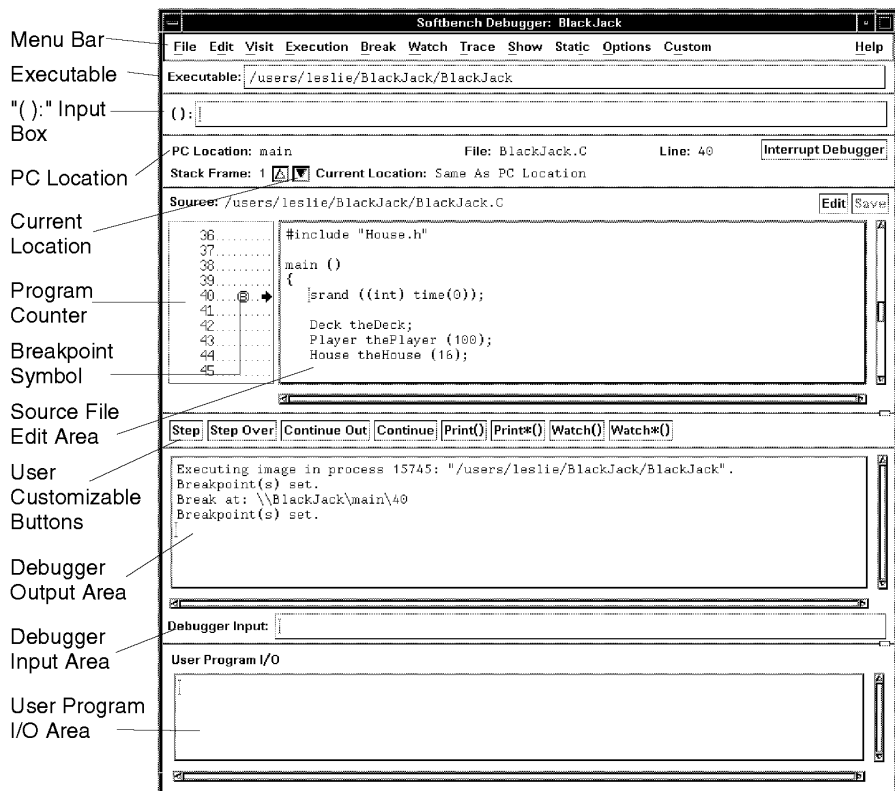 Softbench Debugger: BlackJack
Menu Bar
File Edit Visit Execution Break Watch Trace Show Static Options Custom Help
Executable
Executable: /users/leslie/BlackJack/BlackJack
"( ):" Input
Box
():
PC Location
PC Location: main File: BlackJack.C Line: 40 Interrupt Debugger
Stack Frame: 1 Current Location: Same As PC Location
Current
Location
Source: /users/leslie/BlackJack/BlackJack.C Edit Save
36.......... #include "House.h"
37..........
38.......... main ()
39.......... {
40...B.. srand ((int) time(0));
41..........
42.......... Deck theDeck;
43.......... Player thePlayer (100);
44.......... House theHouse (16);
45..........
Program
Counter
Breakpoint
Symbol
Source File
Edit Area
Step Step Over Continue Out Continue Print() Print*() Watch() Watch*()
User
Customizable
Buttons
Executing image in process 15745: "/users/leslie/BlackJack/BlackJack".
Breakpoint(s) set.
Break at: \\BlackJack\main\40
Breakpoint(s) set.
Debugger
Output Area
Debugger Input:
Debugger
Input Area
User Program I/O
User Program
I/O Area